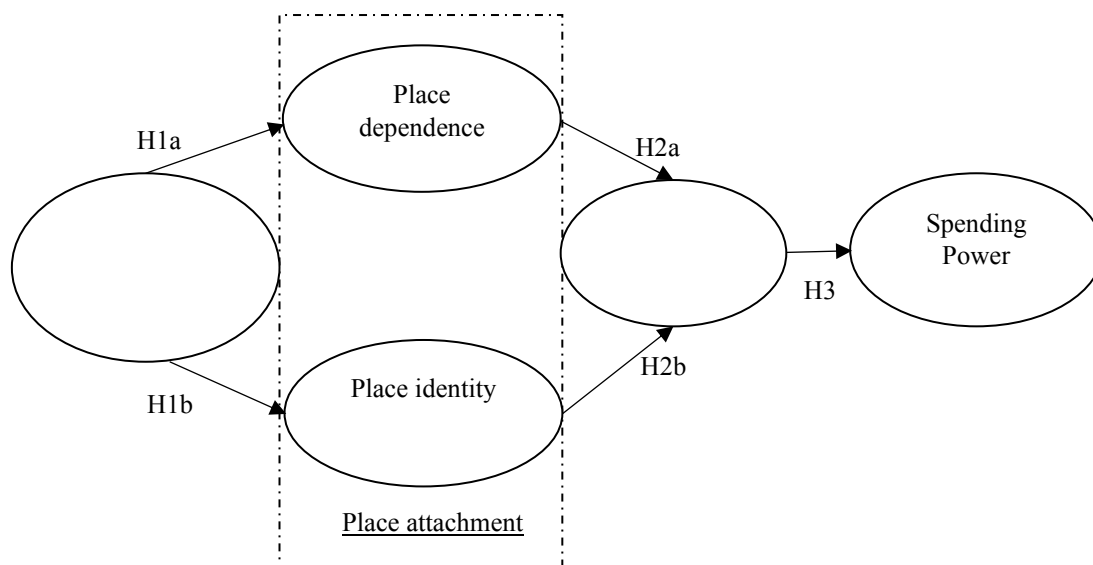 Place
dependence
H1a
H2a
Spending
Power
H3
H2b
Place identity
H1b
Place attachment